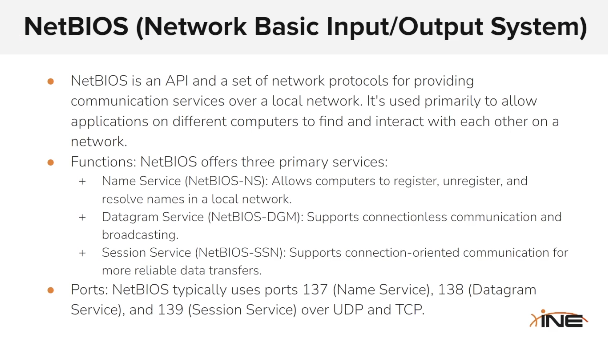 NetBIOS (Network Basic Input/Output System)
● NetBIOS is an API and a set of network protocols for providing
communication services over a local network. It's used primarily to allow
applications on different computers to find and interact with each other on a
network.
● Functions: NetBIOS offers three primary services:
+ Name Service (NetBIOS-NS): Allows computers to register, unregister, and
resolve names in a local network.
+ Datagram Service (NetBIOS-DGM): Supports connectionless communication and
broadcasting.
+ Session Service (NetBIOS-SSN): Supports connection-oriented communication for
more reliable data transfers.
● Ports: NetBIOS typically uses ports 137 (Name Service), 138 (Datagram
Service), and 139 (Session Service) over UDP and TCP.
INE